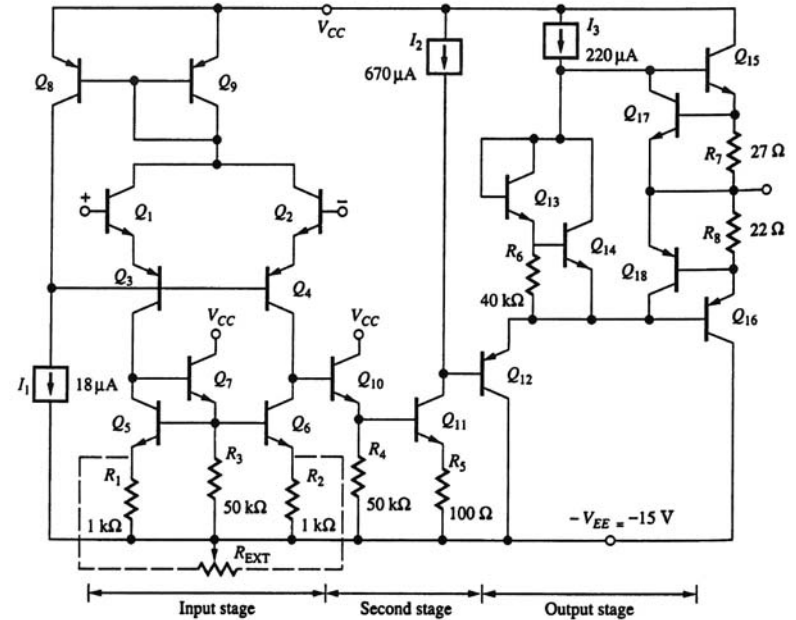 V_CC
I_2
670 μA
I_3
220 μA
Q_15
Q_8
Q_9
Q_17
R_7
27 Ω
+
Q_1
Q_2
−
Q_13
R_6
Q_14
40 kΩ
R_8
22 Ω
Q_18
Q_16
Q_3
Q_4
V_CC
V_CC
I_1
18 μA
Q_7
Q_10
Q_12
Q_5
Q_6
Q_11
R_1
R_3
R_2
R_4
R_5
1 kΩ
50 kΩ
1 kΩ
50 kΩ
100 Ω
−V_EE = −15 V
R_EXT
Input stage
Second stage
Output stage